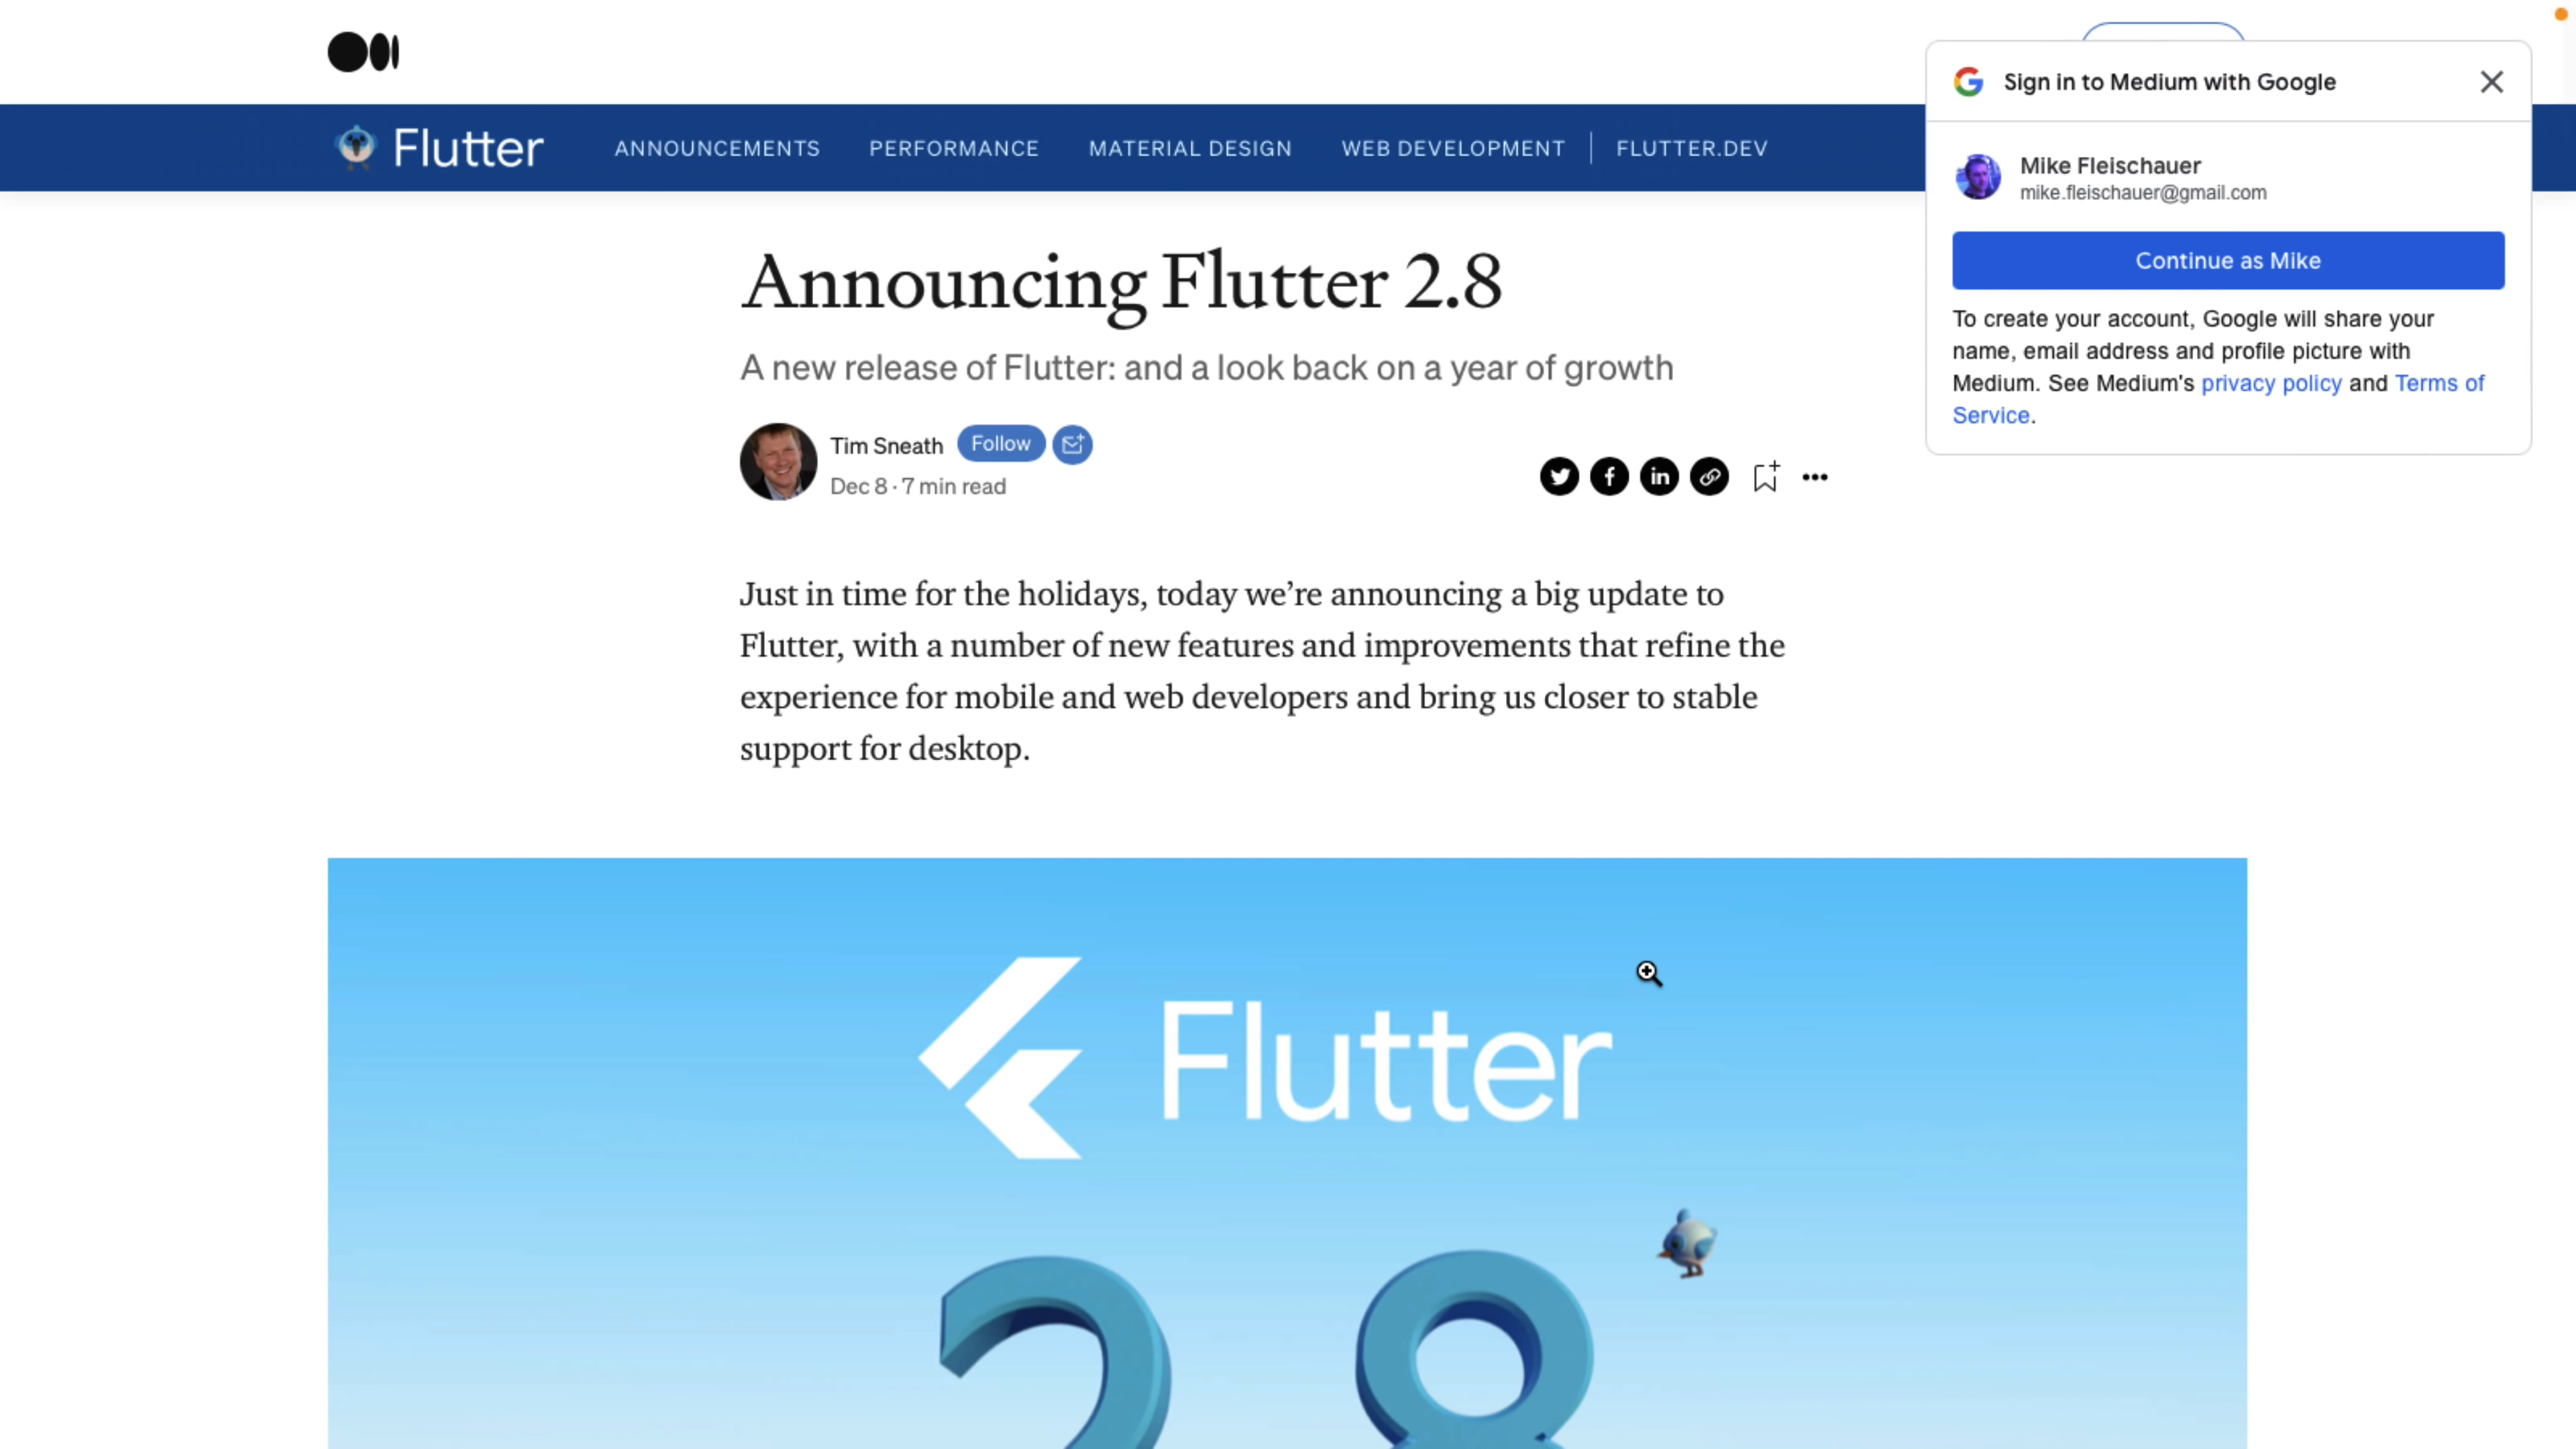 Flutter
ANNOUNCEMENTS
PERFORMANCE
MATERIAL DESIGN
WEB DEVELOPMENT
FLUTTER.DEV
Sign in to Medium with Google
Mike Fleischauer
mike.fleischauer@gmail.com
Continue as Mike
To create your account, Google will share your
name, email address and profile picture with
Medium. See Medium's privacy policy and Terms of
Service.
Announcing Flutter 2.8
A new release of Flutter: and a look back on a year of growth
Tim Sneath
Follow
Dec 8 · 7 min read
Just in time for the holidays, today we’re announcing a big update to
Flutter, with a number of new features and improvements that refine the
experience for mobile and web developers and bring us closer to stable
support for desktop.
Flutter
2 8